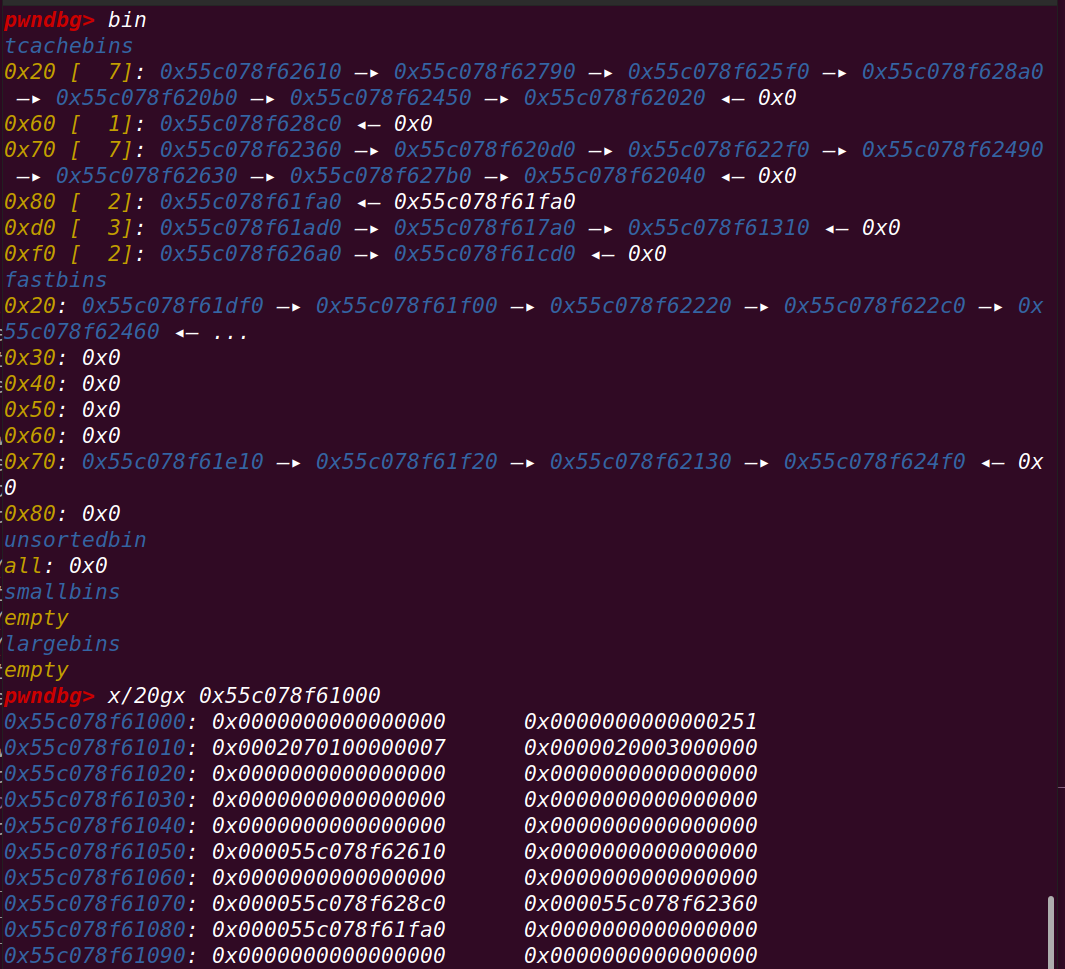 pwndbg> bin
tcachebins
0x20 [  7]: 0x55c078f62610 —▸ 0x55c078f62790 —▸ 0x55c078f625f0 —▸ 0x55c078f628a0
 —▸ 0x55c078f620b0 —▸ 0x55c078f62450 —▸ 0x55c078f62020 ◂— 0x0
0x60 [  1]: 0x55c078f628c0 ◂— 0x0
0x70 [  7]: 0x55c078f62360 —▸ 0x55c078f620d0 —▸ 0x55c078f622f0 —▸ 0x55c078f62490
 —▸ 0x55c078f62630 —▸ 0x55c078f627b0 —▸ 0x55c078f62040 ◂— 0x0
0x80 [  2]: 0x55c078f61fa0 ◂— 0x55c078f61fa0
0xd0 [  3]: 0x55c078f61ad0 —▸ 0x55c078f617a0 —▸ 0x55c078f61310 ◂— 0x0
0xf0 [  2]: 0x55c078f626a0 —▸ 0x55c078f61cd0 ◂— 0x0
fastbins
0x20: 0x55c078f61df0 —▸ 0x55c078f61f00 —▸ 0x55c078f62220 —▸ 0x55c078f622c0 —▸ 0x
55c078f62460 ◂— ...
0x30: 0x0
0x40: 0x0
0x50: 0x0
0x60: 0x0
0x70: 0x55c078f61e10 —▸ 0x55c078f61f20 —▸ 0x55c078f62130 —▸ 0x55c078f624f0 ◂— 0x
0
0x80: 0x0
unsortedbin
all: 0x0
smallbins
empty
largebins
empty
pwndbg> x/20gx 0x55c078f61000
0x55c078f61000: 0x0000000000000000      0x0000000000000251
0x55c078f61010: 0x0002070100000007      0x0000020003000000
0x55c078f61020: 0x0000000000000000      0x0000000000000000
0x55c078f61030: 0x0000000000000000      0x0000000000000000
0x55c078f61040: 0x0000000000000000      0x0000000000000000
0x55c078f61050: 0x000055c078f62610      0x0000000000000000
0x55c078f61060: 0x0000000000000000      0x0000000000000000
0x55c078f61070: 0x000055c078f628c0      0x000055c078f62360
0x55c078f61080: 0x000055c078f61fa0      0x0000000000000000
0x55c078f61090: 0x0000000000000000      0x0000000000000000